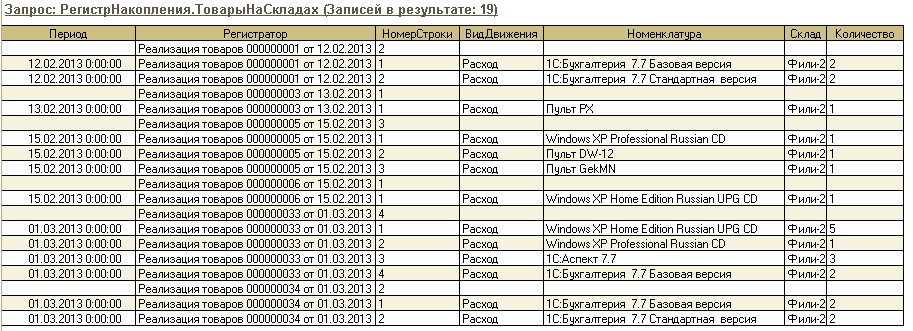 Запрос: РегистрНакопления.ТоварыНаСкладах (Записей в результате: 19)
Период Регистратор НомерСтроки ВидДвижения Номенклатура Склад Количество
Реализация товаров 000000001 от 12.02.2013 2
12.02.2013 0:00:00 Реализация товаров 000000001 от 12.02.2013 1 Расход 1С:Бухгалтерия 7.7 Базовая версия Фили-2 2
12.02.2013 0:00:00 Реализация товаров 000000001 от 12.02.2013 2 Расход 1С:Бухгалтерия 7.7 Стандартная версия Фили-2 2
Реализация товаров 000000003 от 13.02.2013 1
13.02.2013 0:00:00 Реализация товаров 000000003 от 13.02.2013 1 Расход Пульт РХ Фили-2 1
Реализация товаров 000000005 от 15.02.2013 3
15.02.2013 0:00:00 Реализация товаров 000000005 от 15.02.2013 1 Расход Windows XP Professional Russian CD Фили-2 1
15.02.2013 0:00:00 Реализация товаров 000000005 от 15.02.2013 2 Расход Пульт DW-12 Фили-2 1
15.02.2013 0:00:00 Реализация товаров 000000005 от 15.02.2013 3 Расход Пульт GekMN Фили-2 1
Реализация товаров 000000006 от 15.02.2013 1
15.02.2013 0:00:00 Реализация товаров 000000006 от 15.02.2013 1 Расход Windows XP Home Edition Russian UPG CD Фили-2 1
Реализация товаров 000000033 от 01.03.2013 4
01.03.2013 0:00:00 Реализация товаров 000000033 от 01.03.2013 1 Расход Windows XP Home Edition Russian UPG CD Фили-2 5
01.03.2013 0:00:00 Реализация товаров 000000033 от 01.03.2013 2 Расход Windows XP Professional Russian CD Фили-2 1
01.03.2013 0:00:00 Реализация товаров 000000033 от 01.03.2013 3 Расход 1С:Аспект 7.7 Фили-2 3
01.03.2013 0:00:00 Реализация товаров 000000033 от 01.03.2013 4 Расход 1С:Бухгалтерия 7.7 Базовая версия Фили-2 2
Реализация товаров 000000034 от 01.03.2013 2
01.03.2013 0:00:00 Реализация товаров 000000034 от 01.03.2013 1 Расход 1С:Бухгалтерия 7.7 Базовая версия Фили-2 2
01.03.2013 0:00:00 Реализация товаров 000000034 от 01.03.2013 2 Расход 1С:Бухгалтерия 7.7 Стандартная версия Фили-2 2